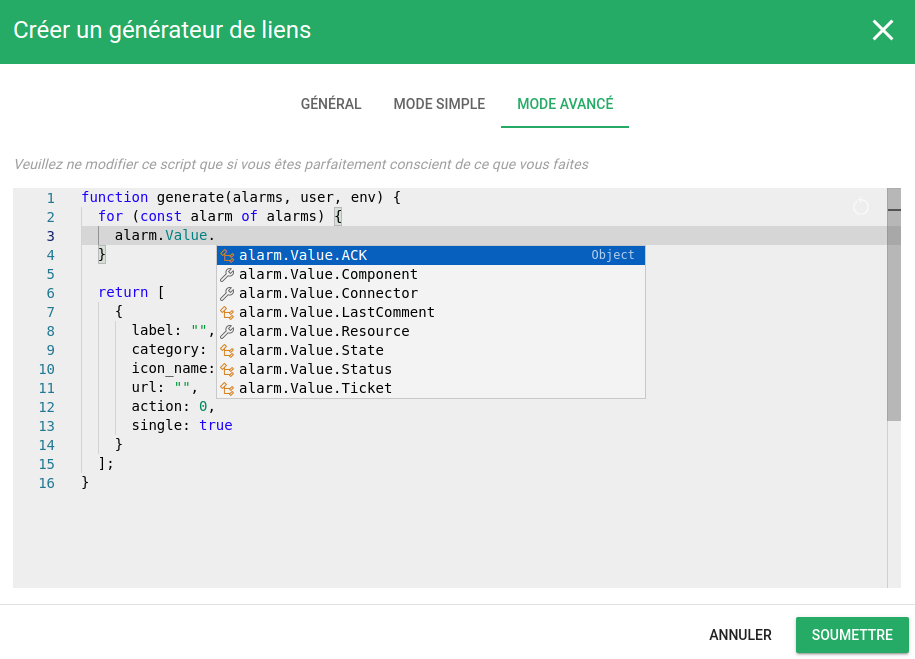 Créer un générateur de liens
GÉNÉRAL MODE SIMPLE MODE AVANCÉ
Veuillez ne modifier ce script que si vous êtes parfaitement conscient de ce que vous faites
1 function generate(alarms, user, env) {
2 for (const alarm of alarms) {
3 alarm.Value.
4 }
alarm.Value.ACK Object
5
alarm.Value.Component
6 return [
alarm.Value.Connector
7 {
alarm.Value.LastComment
8 label: "",
alarm.Value.Resource
9 category:
alarm.Value.State
10 icon_name:
alarm.Value.Status
11 url: "",
alarm.Value.Ticket
12 action: 0,
13 single: true
14 }
15 ];
16 }
ANNULER SOUMETTRE